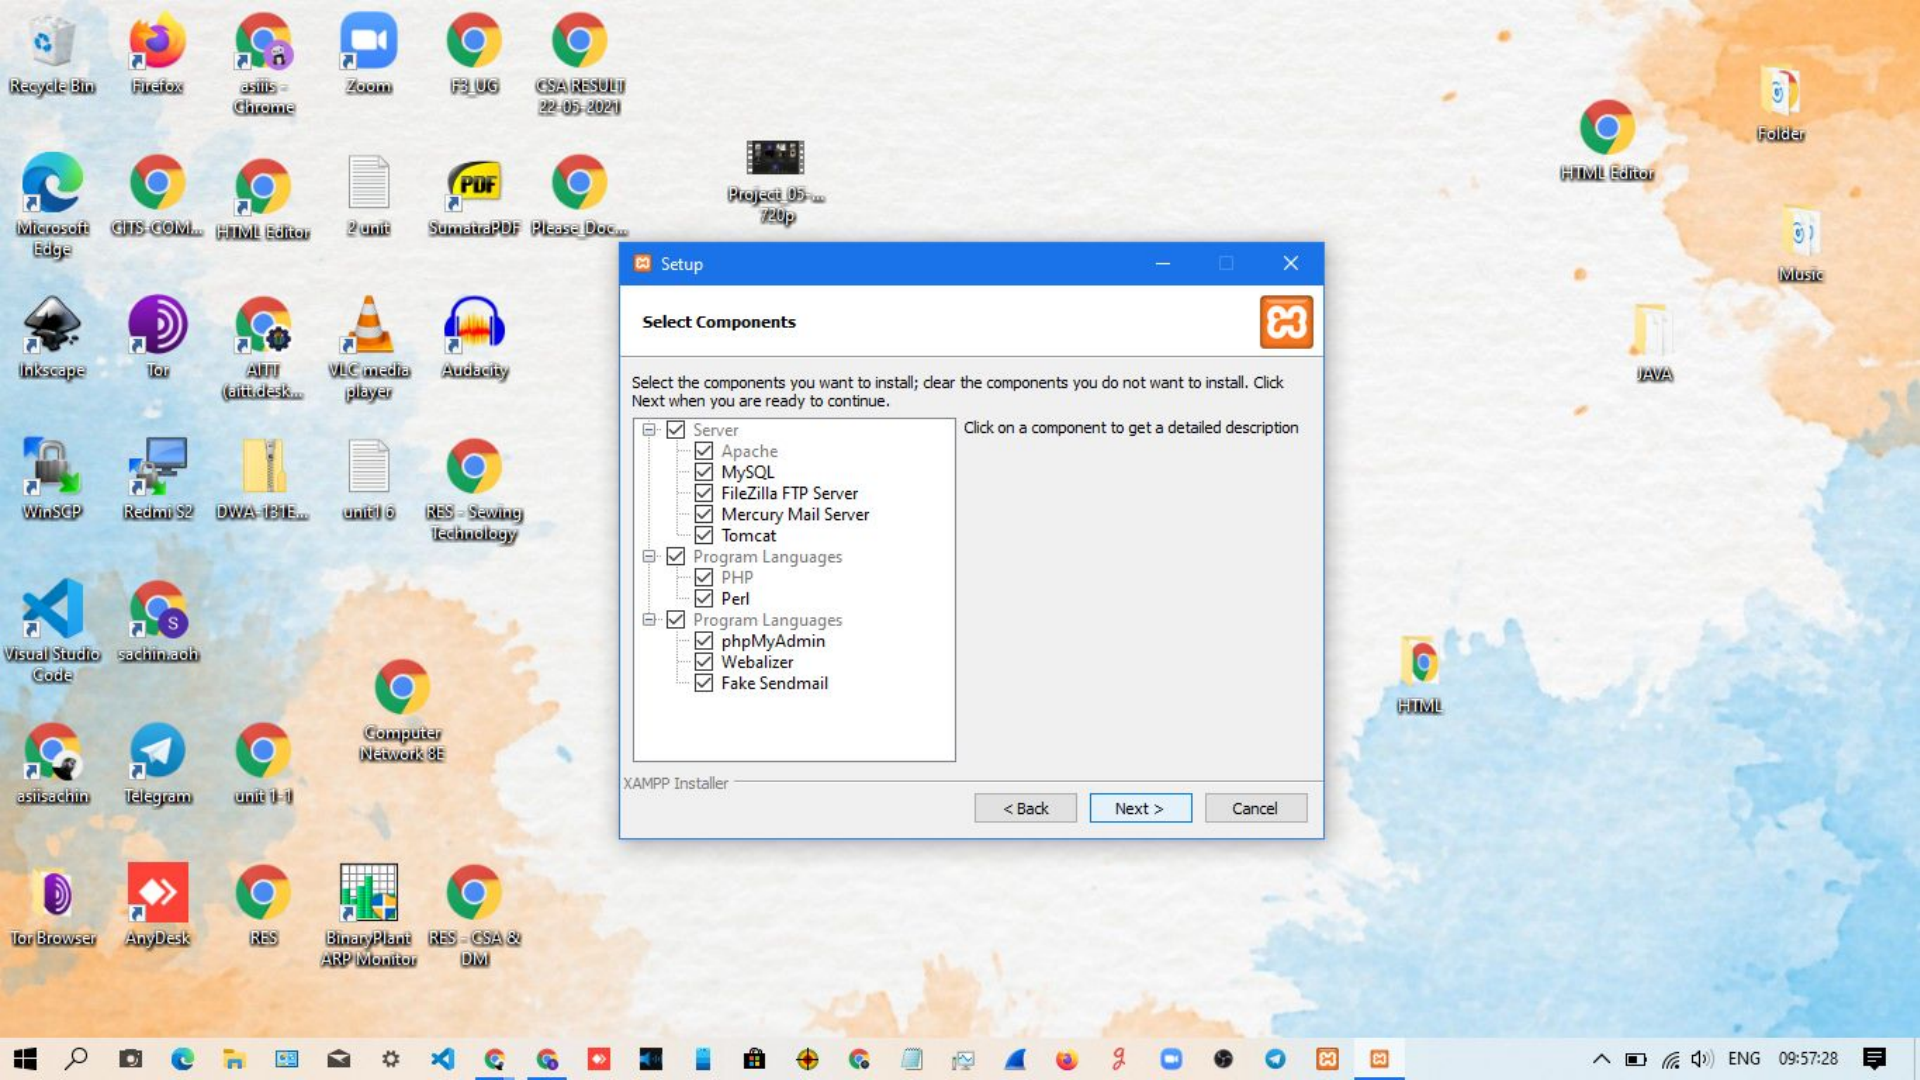 Recycle Bin
Firefox
asiiis -
Chrome
Zoom
F3_UG
CSA RESULT
22-05-2021
Project_05-...
720p
HTML Editor
Folder
Microsoft
Edge
CITS-COM...
HTML Editor
2 unit
SumatraPDF
Please_Doc...
PDF
Music
Inkscape
Tor
AITT
(aitt.desk...
VLC media
player
Audacity
JAVA
WinSCP
Redmi S2
DWA-131E...
unit1 6
RES - Sewing
Technology
Visual Studio
Code
S
sachin.aoh
Computer
Network 8E
HTML
asiisachin
Telegram
unit 1-1
Tor Browser
AnyDesk
RES
BinaryPlant
ARP Monitor
RES - CSA &
DM
Setup
Select Components
Select the components you want to install; clear the components you do not want to install. Click
Next when you are ready to continue.
Server
Apache
MySQL
FileZilla FTP Server
Mercury Mail Server
Tomcat
Program Languages
PHP
Perl
Program Languages
phpMyAdmin
Webalizer
Fake Sendmail
Click on a component to get a detailed description
XAMPP Installer
< Back
Next >
Cancel
ENG
09:57:28